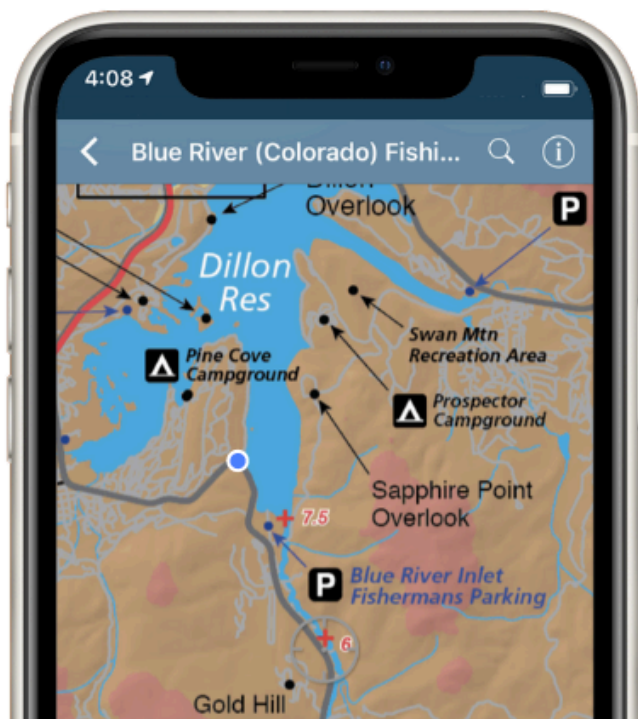 4:08
Blue River (Colorado) Fishi...
Dillon
Overlook
P
Dillon
Res
Swan Mtn
Recreation Area
Pine Cove
Campground
Prospector
Campground
Sapphire Point
Overlook
7.5
P
Blue River Inlet
Fishermans Parking
6
Gold Hill